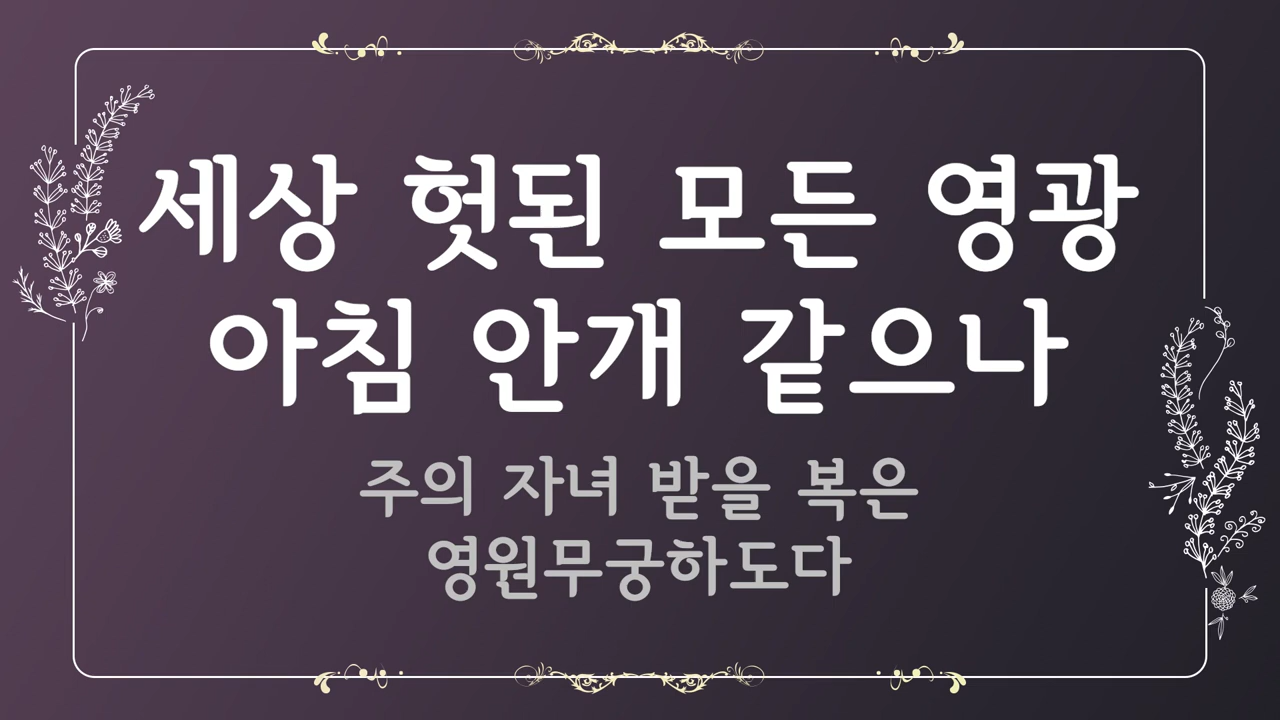 세상 헛된 모든 영광
아침 안개 같으나
주의 자녀 받을 복은
영원무궁하도다